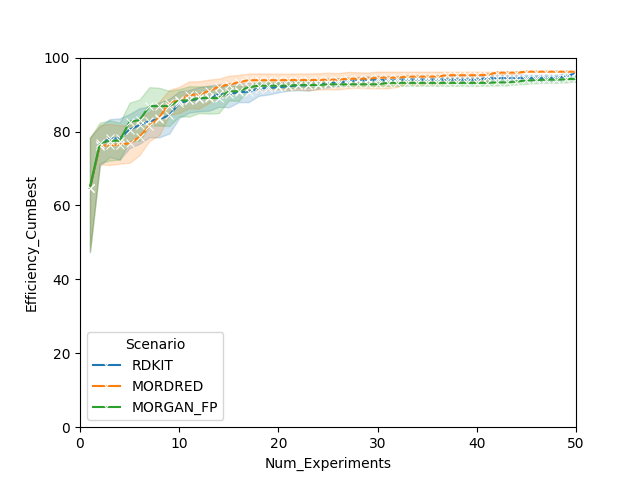 100
80
60
40
20
0
Efficiency_CumBest
Scenario
RDKIT
MORDRED
MORGAN_FP
0 10 20 30 40 50
Num_Experiments